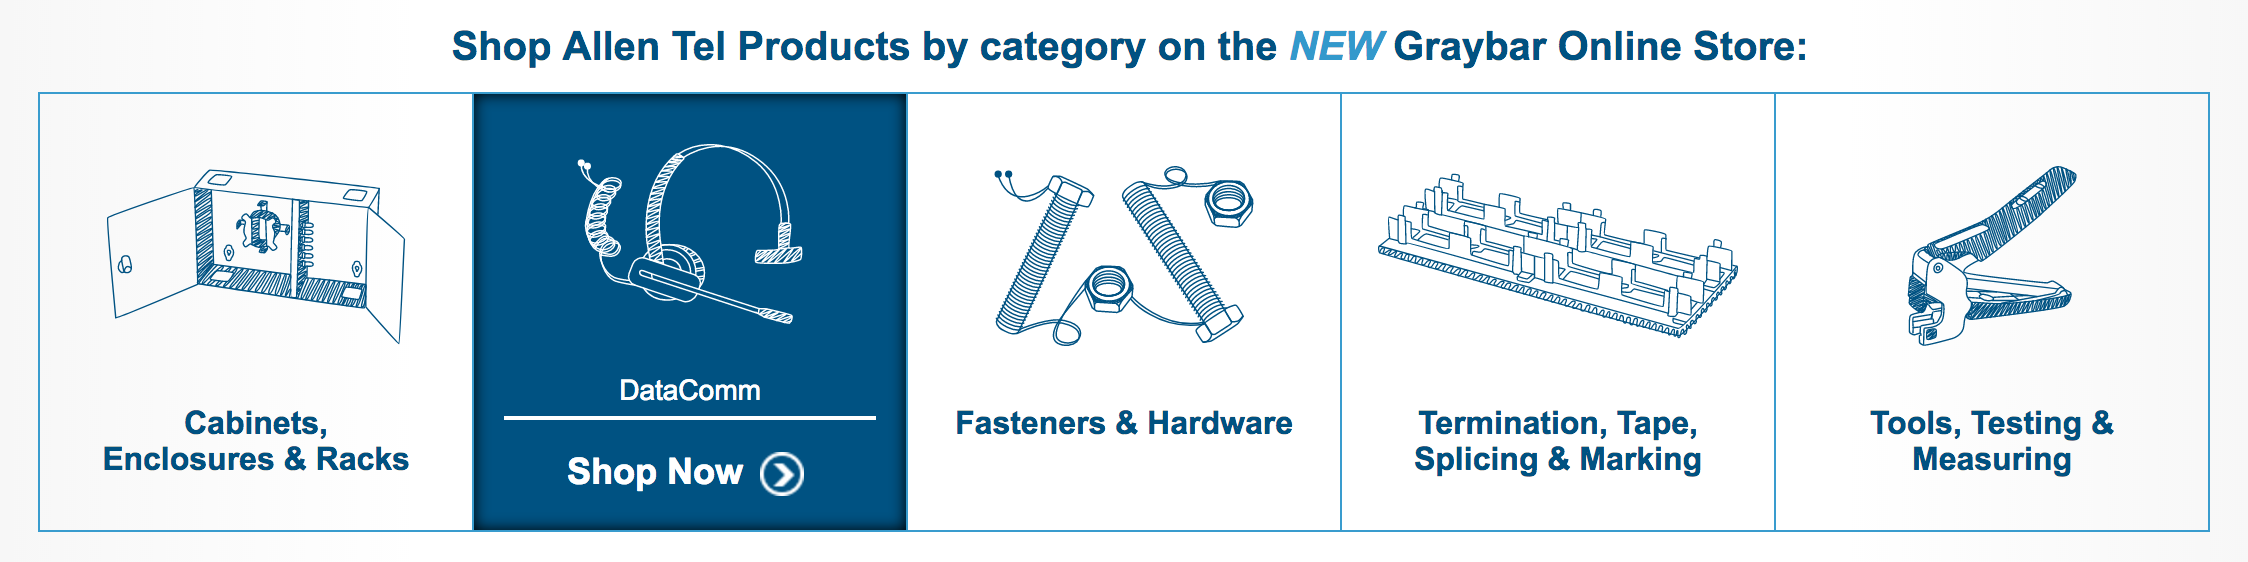 Shop Allen Tel Products by category on the NEW Graybar Online Store:
Cabinets,
Enclosures & Racks
DataComm
Shop Now
Fasteners & Hardware
Termination, Tape,
Splicing & Marking
Tools, Testing &
Measuring